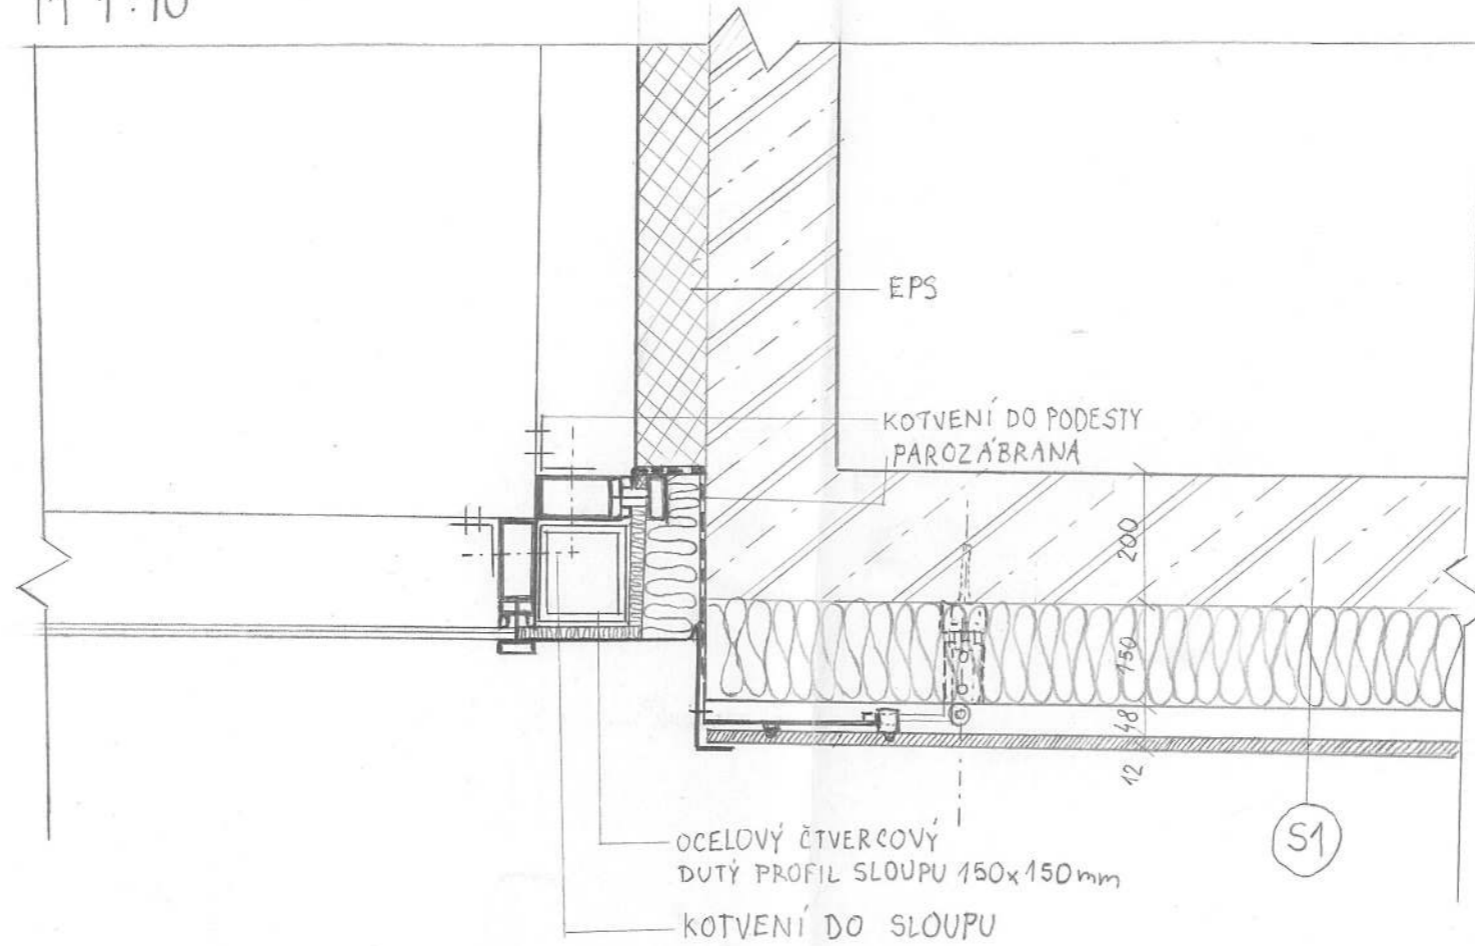 M 1:10
EPS
KOTVENÍ DO PODESTY
PAROZÁBRANA
200
150
48
12
S1
OCELOVÝ ČTVERCOVÝ
DUTÝ PROFIL SLOUPU 150x150mm
KOTVENÍ DO SLOUPU